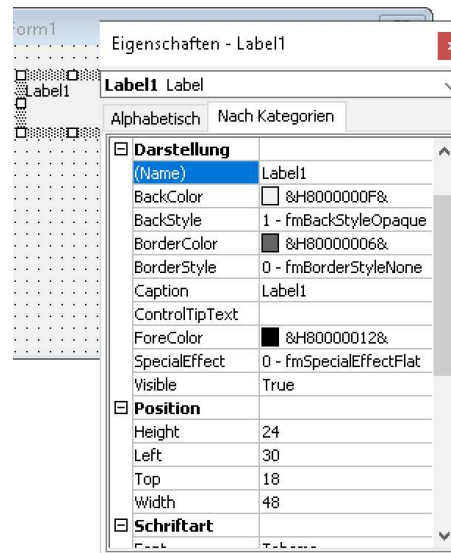 orm1
Label1
Eigenschaften - Label1
Label1 Label
Alphabetisch Nach Kategorien
Darstellung
(Name) Label1
BackColor &H8000000F&
BackStyle 1 - fmBackStyleOpaque
BorderColor &H80000006&
BorderStyle 0 - fmBorderStyleNone
Caption Label1
ControlTipText
ForeColor &H80000012&
SpecialEffect 0 - fmSpecialEffectFlat
Visible True
Position
Height 24
Left 30
Top 18
Width 48
Schriftart